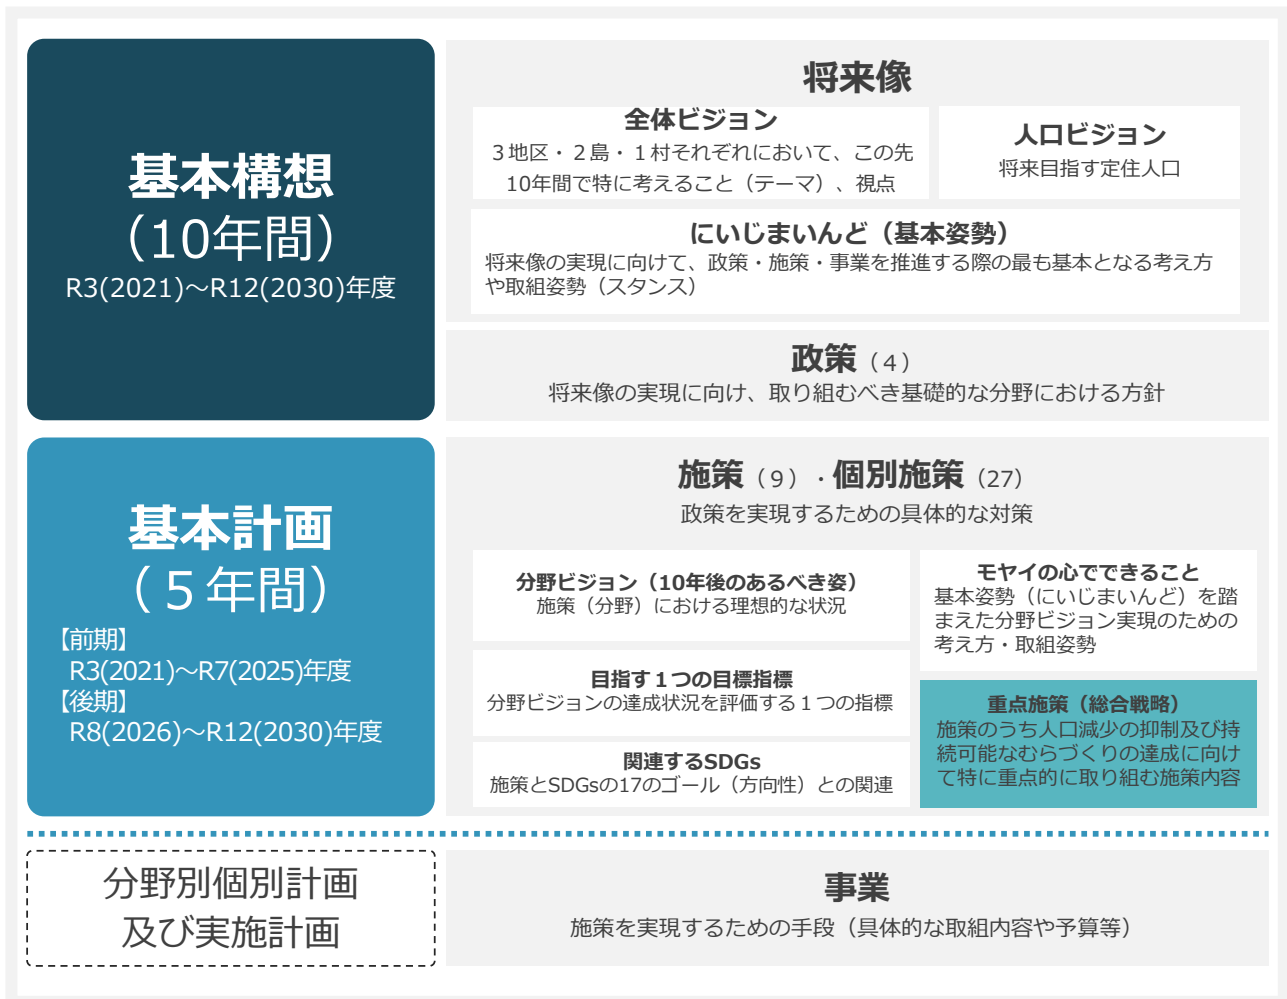 基本構想
（10年間）
R3(2021)～R12(2030)年度
将来像
全体ビジョン
３地区・２島・１村それぞれにおいて、この先
10年間で特に考えること（テーマ）、視点
人口ビジョン
将来目指す定住人口
にいじまいんど（基本姿勢）
将来像の実現に向けて、政策・施策・事業を推進する際の最も基本となる考え方
や取組姿勢（スタンス）
政策（４）
将来像の実現に向け、取り組むべき基礎的な分野における方針
基本計画
（５年間）
【前期】
R3(2021)～R7(2025)年度
【後期】
R8(2026)～R12(2030)年度
施策（９）・個別施策（27）
政策を実現するための具体的な対策
分野ビジョン（10年後のあるべき姿）
施策（分野）における理想的な状況
目指す１つの目標指標
分野ビジョンの達成状況を評価する１つの指標
関連するSDGs
施策とSDGsの17のゴール（方向性）との関連
モヤイの心でできること
基本姿勢（にいじまいんど）を踏
まえた分野ビジョン実現のための
考え方・取組姿勢
重点施策（総合戦略）
施策のうち人口減少の抑制及び持
続可能なむらづくりの達成に向け
て特に重点的に取り組む施策内容
分野別個別計画
及び実施計画
事業
施策を実現するための手段（具体的な取組内容や予算等）